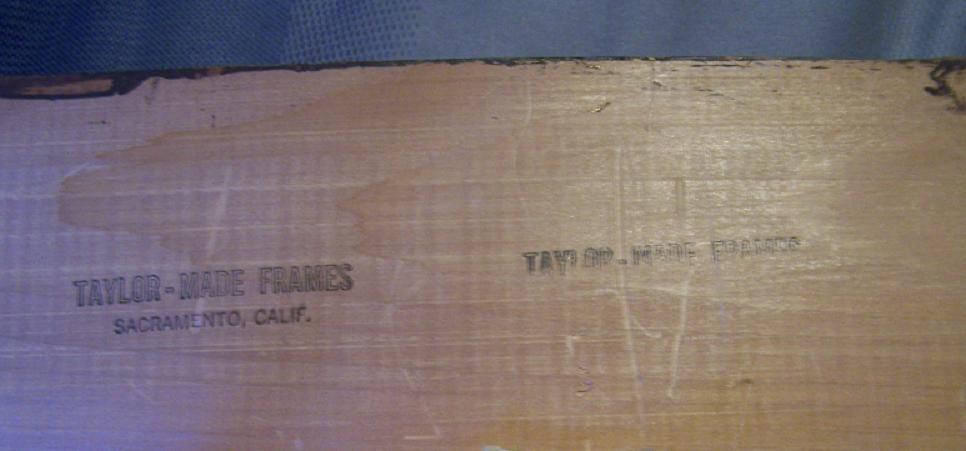 TAYLOR-MADE FRAMES
SACRAMENTO, CALIF.
TAYLOR-MADE FRAMES